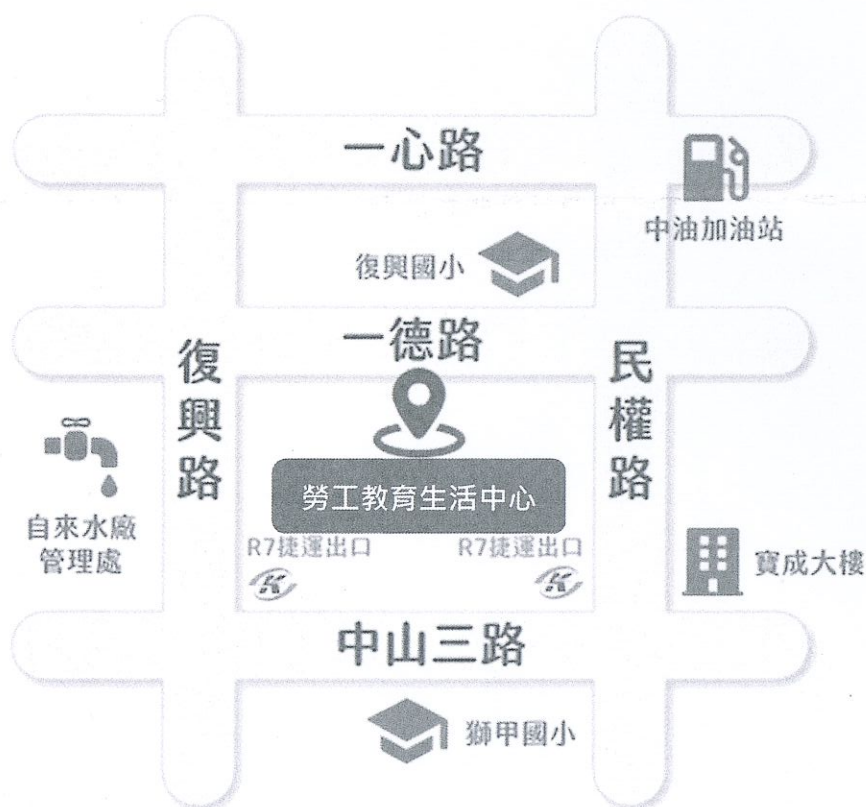 一心路
中油加油站
復興國小
一德路
復興路
民權路
勞工教育生活中心
自來水廠
管理處
R7捷運出口
R7捷運出口
寶成大樓
中山三路
獅甲國小